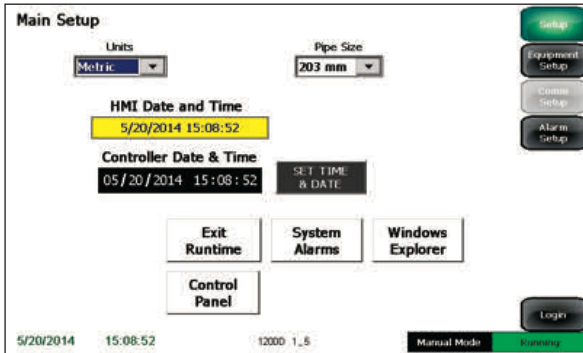 Main Setup
Setup
Units
Pipe Size
Equipment
Setup
Metric
203 mm
Comm
Setup
HMI Date and Time
5/20/2014 15:08:52
Alarm
Setup
Controller Date & Time
05/20/2014 15:08:52
SET TIME
& DATE
Exit
Runtime
System
Alarms
Windows
Explorer
Control
Panel
Login
5/20/2014 15:08:52 12000 1_5 Manual Mode Running